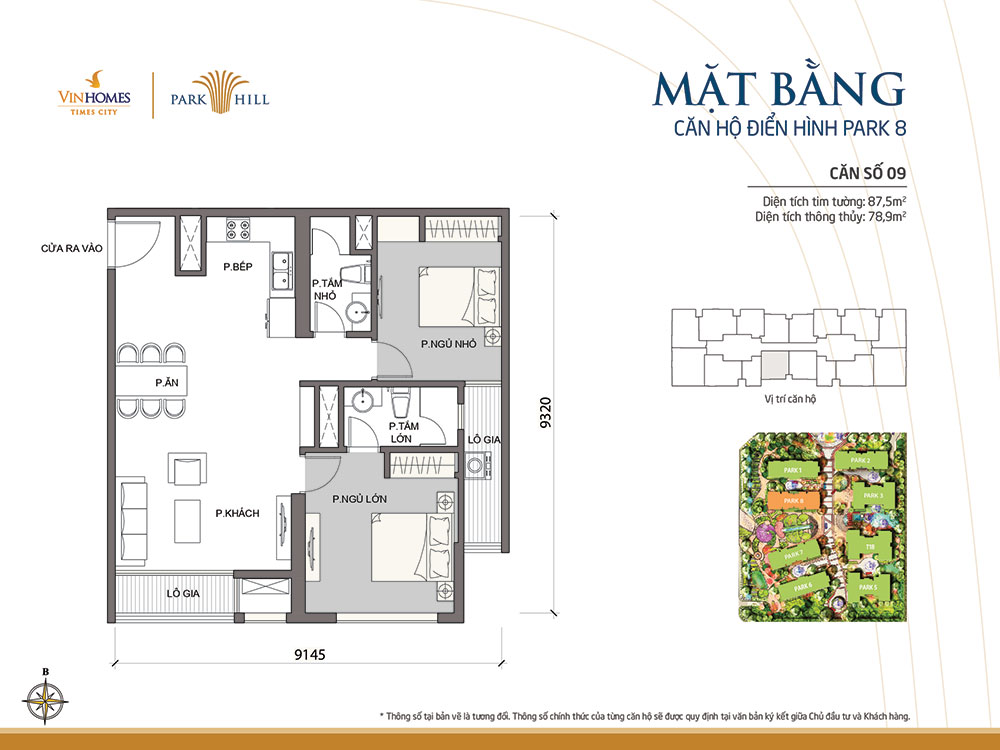 VINHOMES
TIMES CITY
PARK HILL
MẶT BẰNG
CĂN HỘ ĐIỂN HÌNH PARK 8
CĂN SỐ 09
Diện tích tim tường: 87,5m²
Diện tích thông thủy: 78,9m²
CỬA RA VÀO
P.BẾP
P.TẮM
NHỎ
P.NGỦ NHỎ
P.ĂN
P.TẮM
LỚN
LÔ GIA
P.NGỦ LỚN
P.KHÁCH
LÔ GIA
9320
9145
Vị trí căn hộ
PARK 1
PARK 2
PARK 8
PARK 3
PARK 7
T18
PARK 6
PARK 5
B
* Thông số tại bản vẽ là tương đối. Thông số chính thức của từng căn hộ sẽ được quy định tại văn bản ký kết giữa Chủ đầu tư và Khách hàng.